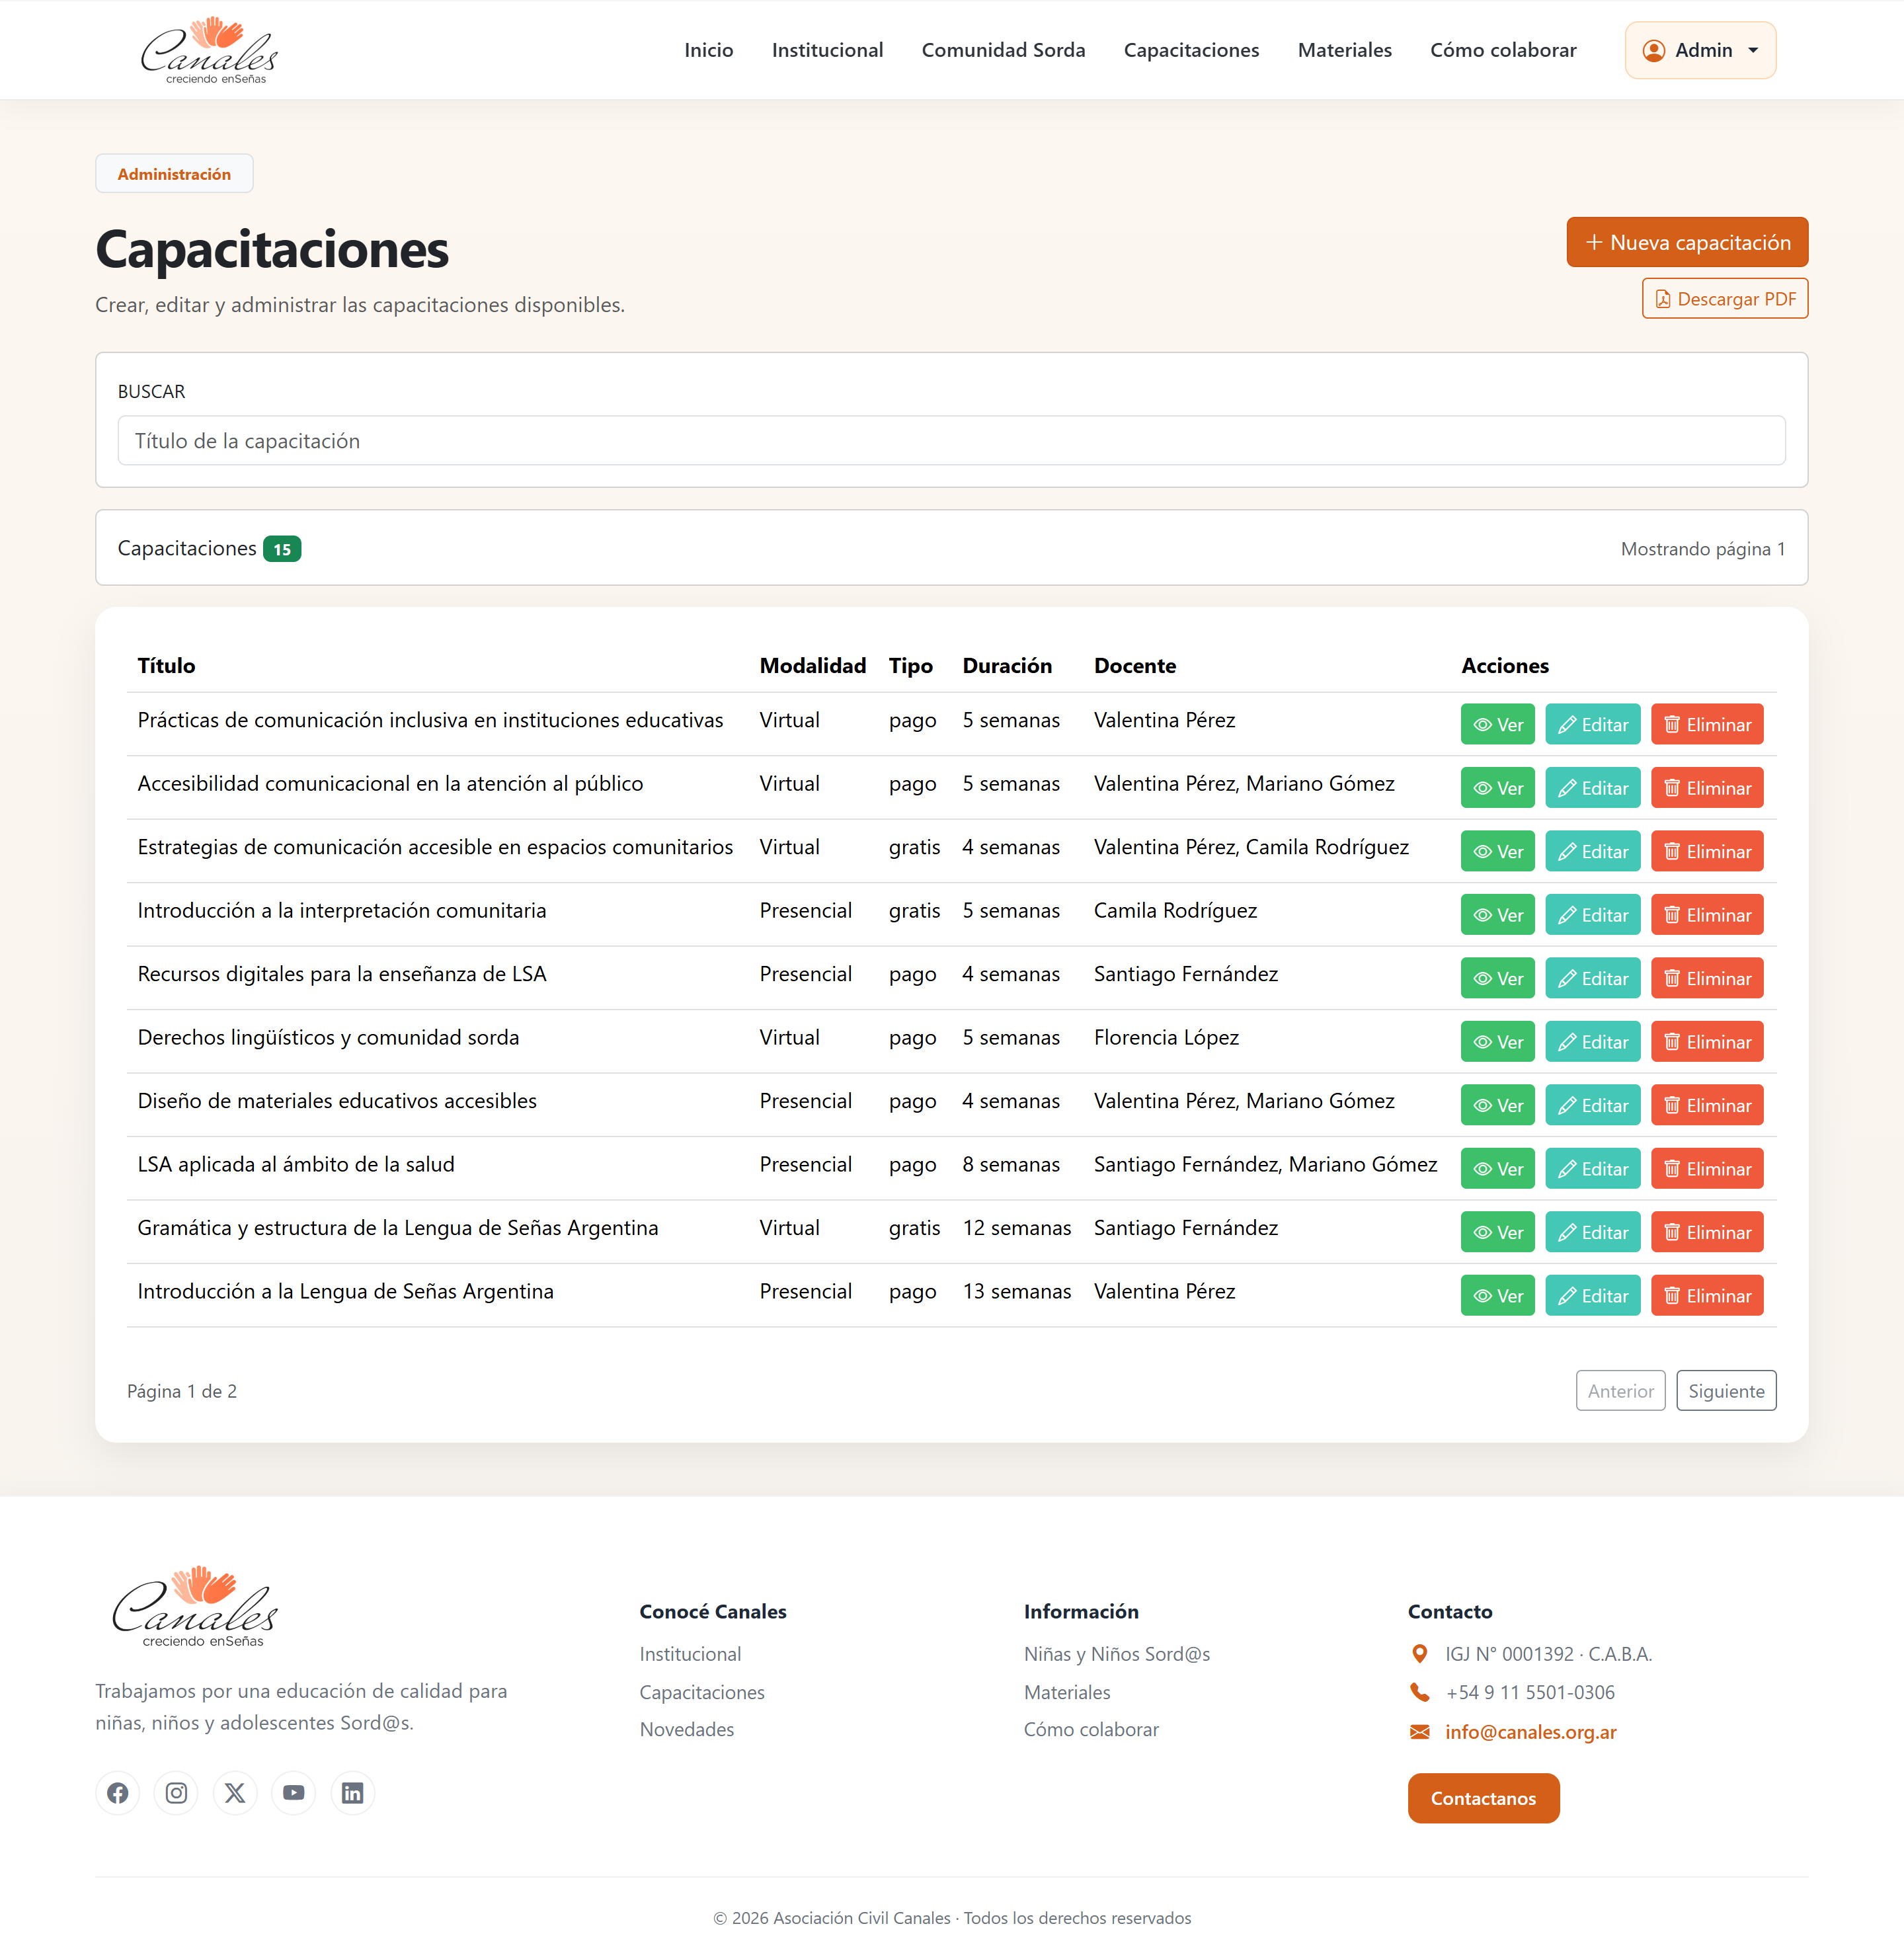 Canales
creciendo enSeñas
Inicio Institucional Comunidad Sorda Capacitaciones Materiales Cómo colaborar Admin
Administración
Capacitaciones
Crear, editar y administrar las capacitaciones disponibles.
Nueva capacitación
Descargar PDF
BUSCAR
Título de la capacitación
Capacitaciones 15 Mostrando página 1
Título Modalidad Tipo Duración Docente Acciones
Prácticas de comunicación inclusiva en instituciones educativas Virtual pago 5 semanas Valentina Pérez Ver Editar Eliminar
Accesibilidad comunicacional en la atención al público Virtual pago 5 semanas Valentina Pérez, Mariano Gómez Ver Editar Eliminar
Estrategias de comunicación accesible en espacios comunitarios Virtual gratis 4 semanas Valentina Pérez, Camila Rodríguez Ver Editar Eliminar
Introducción a la interpretación comunitaria Presencial gratis 5 semanas Camila Rodríguez Ver Editar Eliminar
Recursos digitales para la enseñanza de LSA Presencial pago 4 semanas Santiago Fernández Ver Editar Eliminar
Derechos lingüísticos y comunidad sorda Virtual pago 5 semanas Florencia López Ver Editar Eliminar
Diseño de materiales educativos accesibles Presencial pago 4 semanas Valentina Pérez, Mariano Gómez Ver Editar Eliminar
LSA aplicada al ámbito de la salud Presencial pago 8 semanas Santiago Fernández, Mariano Gómez Ver Editar Eliminar
Gramática y estructura de la Lengua de Señas Argentina Virtual gratis 12 semanas Santiago Fernández Ver Editar Eliminar
Introducción a la Lengua de Señas Argentina Presencial pago 13 semanas Valentina Pérez Ver Editar Eliminar
Página 1 de 2 Anterior Siguiente
Canales
creciendo enSeñas
Trabajamos por una educación de calidad para
niñas, niños y adolescentes Sord@s.
Conocé Canales
Institucional
Capacitaciones
Novedades
Información
Niñas y Niños Sord@s
Materiales
Cómo colaborar
Contacto
IGJ N° 0001392 · C.A.B.A.
+54 9 11 5501-0306
info@canales.org.ar
Contactanos
© 2026 Asociación Civil Canales · Todos los derechos reservados